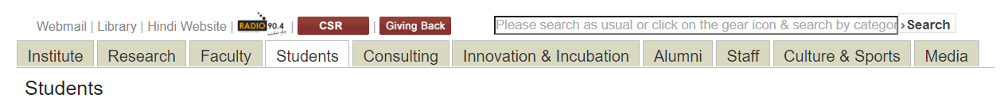 Webmail | Library | Hindi Website | RADIO 90.4 | CSR | Giving Back
Please search as usual or click on the gear icon & search by categor › Search
Institute Research Faculty Students Consulting Innovation & Incubation Alumni Staff Culture & Sports Media
Students